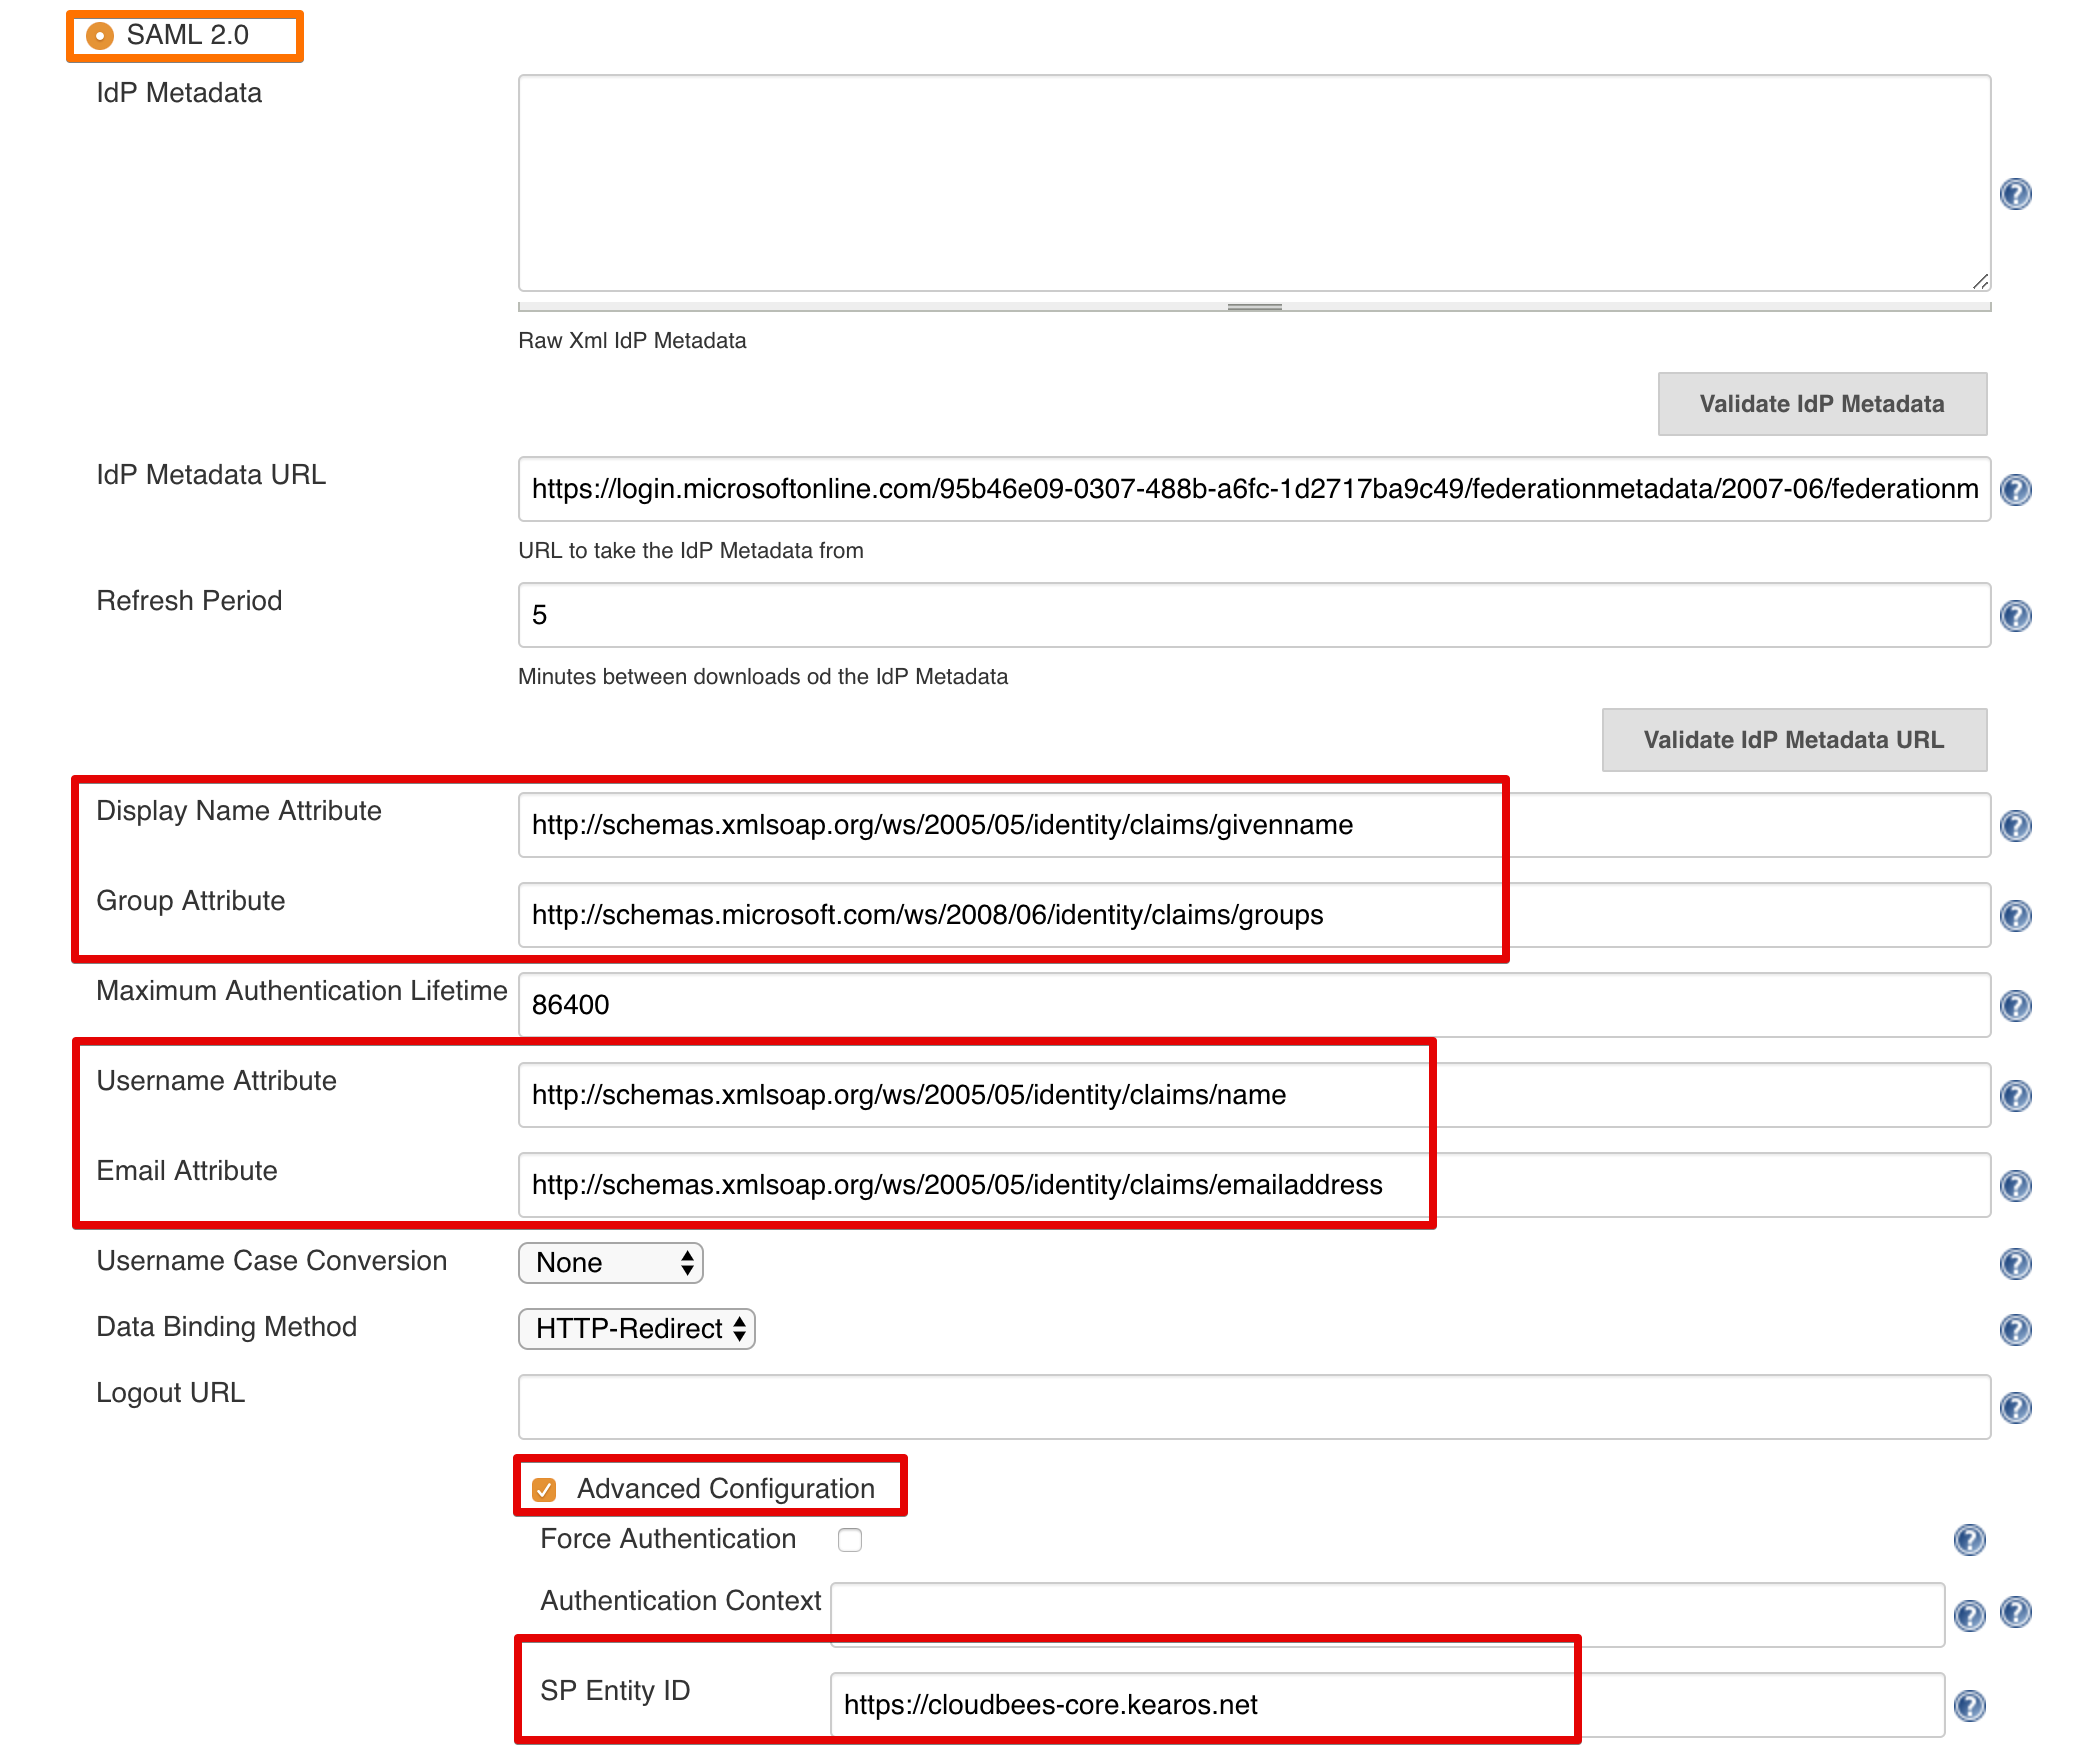 SAML 2.0
IdP Metadata
Raw Xml IdP Metadata
Validate IdP Metadata
IdP Metadata URL
https://login.microsoftonline.com/95b46e09-0307-488b-a6fc-1d2717ba9c49/federationmetadata/2007-06/federationm
URL to take the IdP Metadata from
Refresh Period
5
Minutes between downloads od the IdP Metadata
Validate IdP Metadata URL
Display Name Attribute
http://schemas.xmlsoap.org/ws/2005/05/identity/claims/givenname
Group Attribute
http://schemas.microsoft.com/ws/2008/06/identity/claims/groups
Maximum Authentication Lifetime
86400
Username Attribute
http://schemas.xmlsoap.org/ws/2005/05/identity/claims/name
Email Attribute
http://schemas.xmlsoap.org/ws/2005/05/identity/claims/emailaddress
Username Case Conversion
None
Data Binding Method
HTTP-Redirect
Logout URL
Advanced Configuration
Force Authentication
Authentication Context
SP Entity ID
https://cloudbees-core.kearos.net